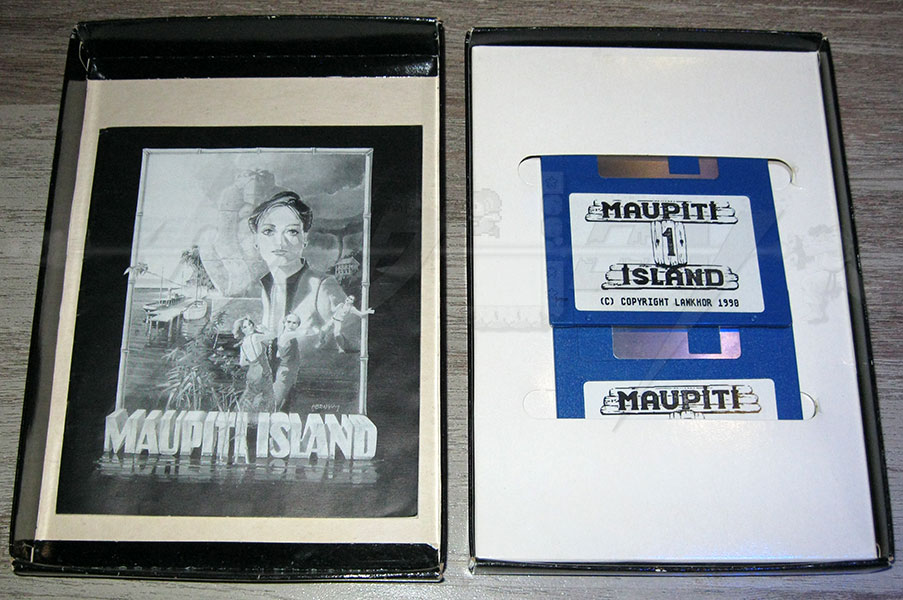 MAUPITI ISLAND
MAUPITI
1
ISLAND
(C) COPYRIGHT LANKHOR 1990
MAUPITI